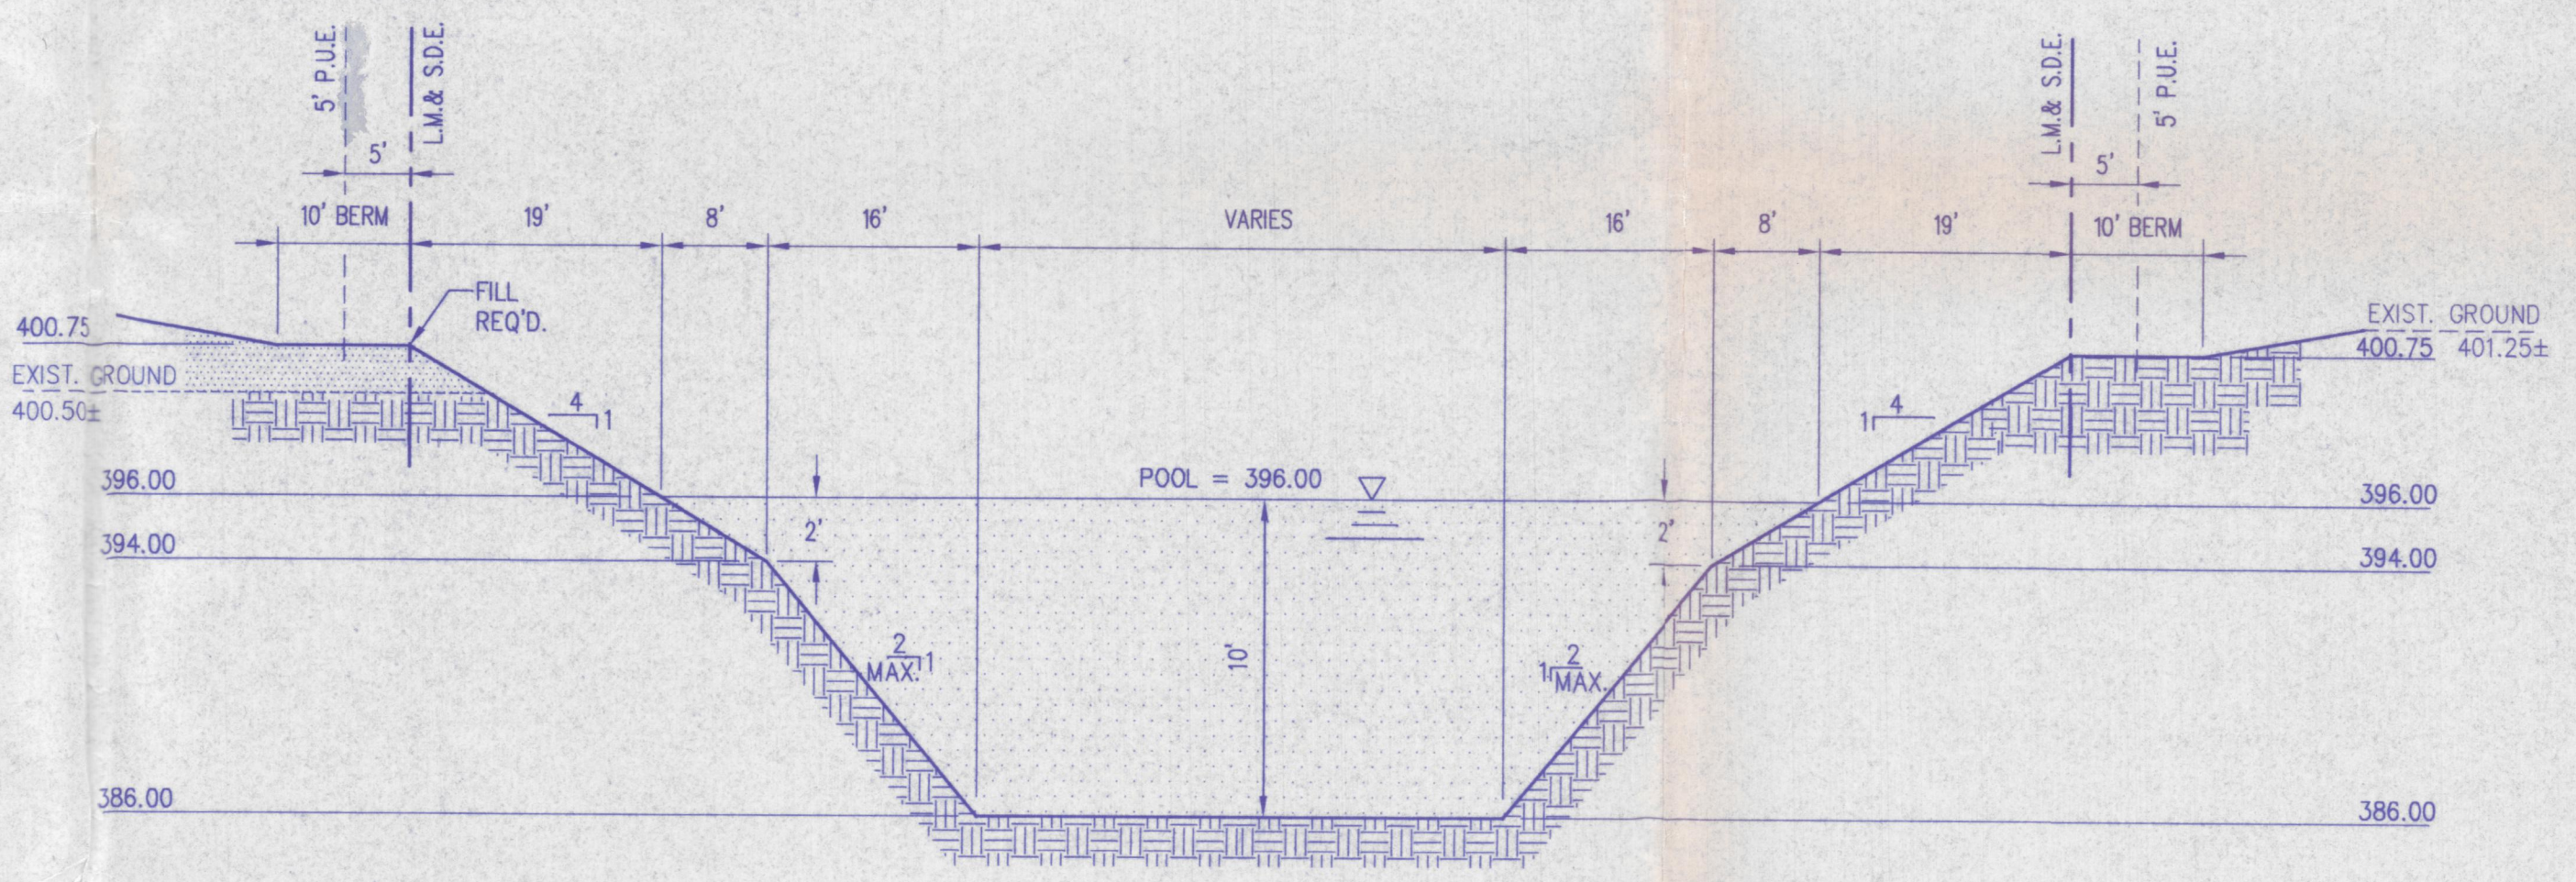 5' P.U.E.
L.M.& S.D.E.
L.M.& S.D.E.
5' P.U.E.
5'
5'
10' BERM
19'
8'
16'
VARIES
16'
8'
19'
10' BERM
FILL
REQ'D.
400.75
EXIST. GROUND
400.50±
EXIST. GROUND
400.75 401.25±
4
1
1
4
396.00
POOL = 396.00
396.00
2'
2'
394.00
394.00
2
1
MAX.
10'
2
1
MAX.
386.00
386.00